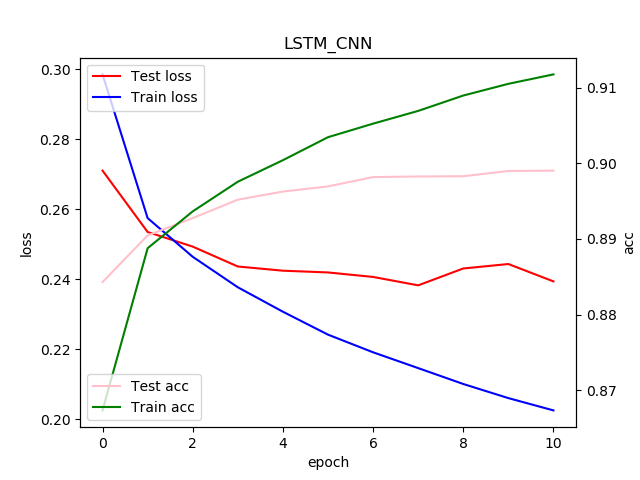 LSTM_CNN
0.30
0.28
0.26
0.24
0.22
0.20
loss
Test loss
Train loss
Test acc
Train acc
0.91
0.90
0.89
0.88
0.87
acc
0
2
4
6
8
10
epoch